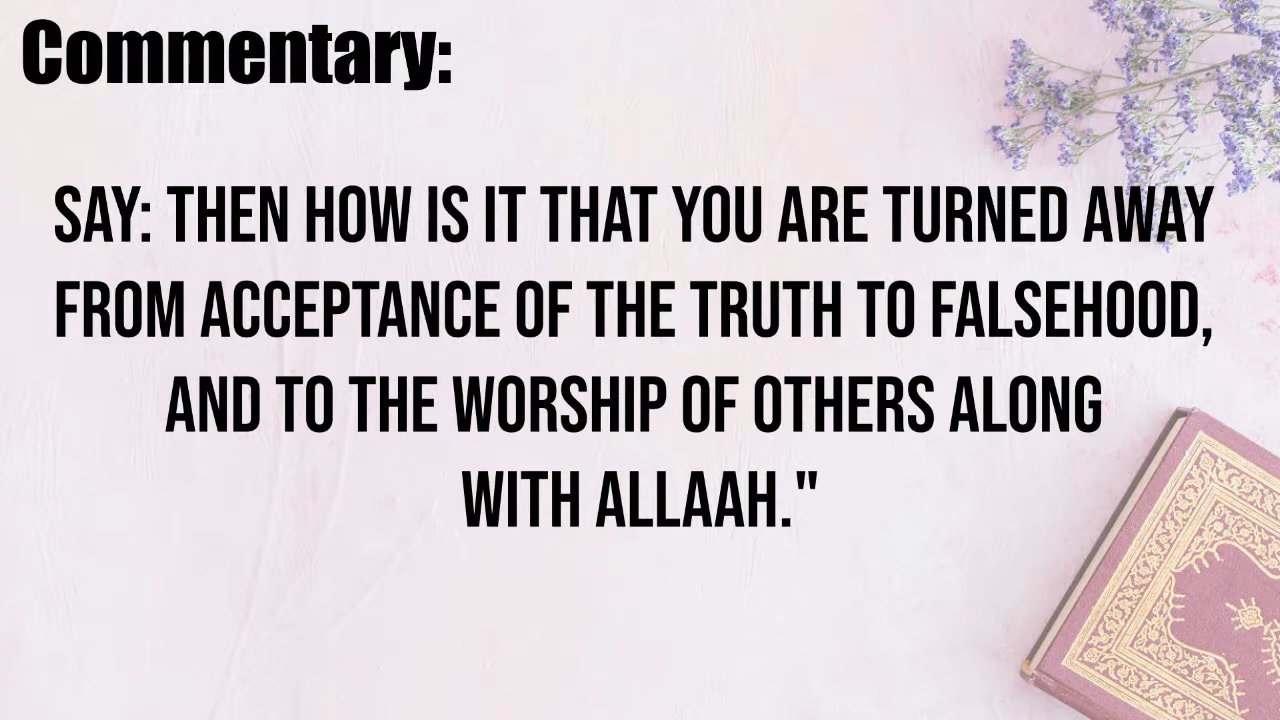 Commentary:
SAY: THEN HOW IS IT THAT YOU ARE TURNED AWAY
FROM ACCEPTANCE OF THE TRUTH TO FALSEHOOD,
AND TO THE WORSHIP OF OTHERS ALONG
WITH ALLAAH."